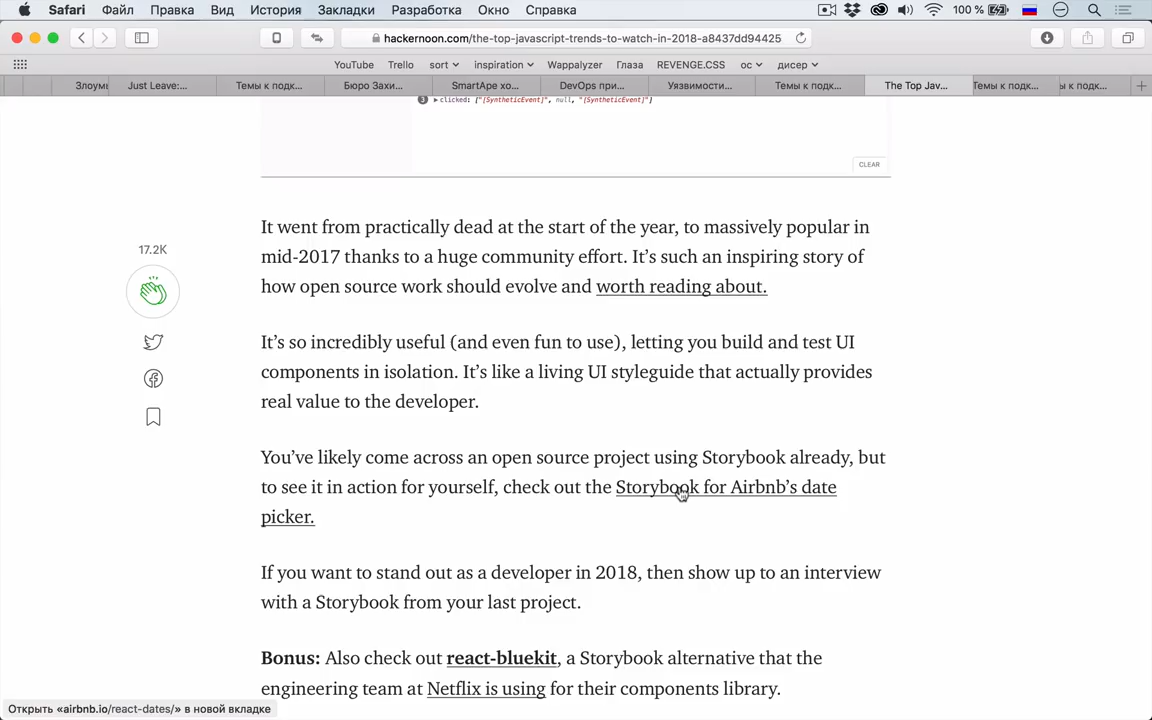 Safari Файл Правка Вид История Закладки Разработка Окно Справка 100 %
hackernoon.com/the-top-javascript-trends-to-watch-in-2018-a8437dd94425
YouTube Trello sort inspiration Wappalyzer Глаза REVENGE.CSS ос дисер
Злоумы Just Leave:... Темы к подк... Бюро Захи... SmartApe хо... DevOps при... Уязвимости... Темы к подк... The Top Jav... Темы к подк... ы к подк...
3 clicked: ["[SyntheticEvent]", null, "[SyntheticEvent]"]
CLEAR
It went from practically dead at the start of the year, to massively popular in
mid-2017 thanks to a huge community effort. It’s such an inspiring story of
how open source work should evolve and worth reading about.
17.2K
It’s so incredibly useful (and even fun to use), letting you build and test UI
components in isolation. It’s like a living UI styleguide that actually provides
real value to the developer.
You’ve likely come across an open source project using Storybook already, but
to see it in action for yourself, check out the Storybook for Airbnb’s date
picker.
If you want to stand out as a developer in 2018, then show up to an interview
with a Storybook from your last project.
Bonus: Also check out react-bluekit, a Storybook alternative that the
engineering team at Netflix is using for their components library.
Открыть «airbnb.io/react-dates/» в новой вкладке